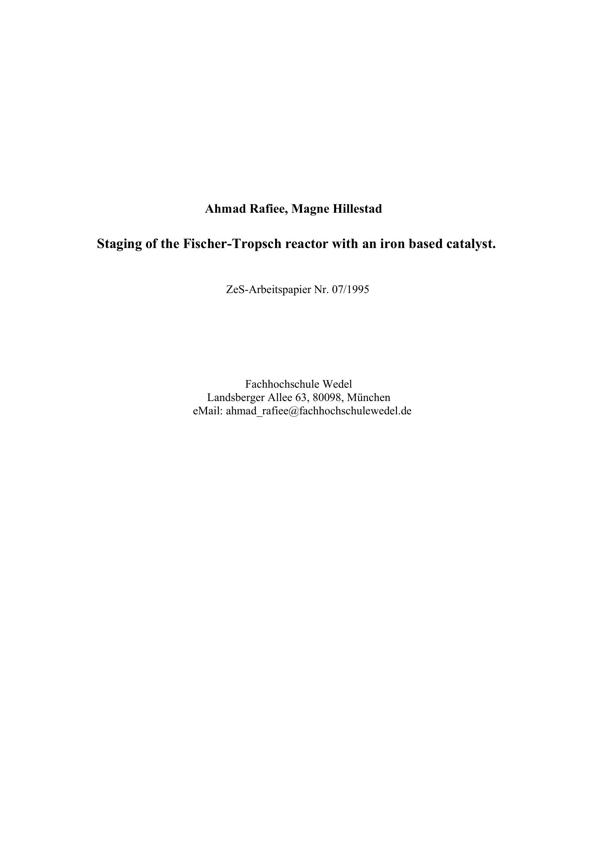 Ahmad Rafiee, Magne Hillestad
Staging of the Fischer-Tropsch reactor with an iron based catalyst.
ZeS-Arbeitspapier Nr. 07/1995
Fachhochschule Wedel
Landsberger Allee 63, 80098, München
eMail: ahmad_rafiee@fachhochschulewedel.de